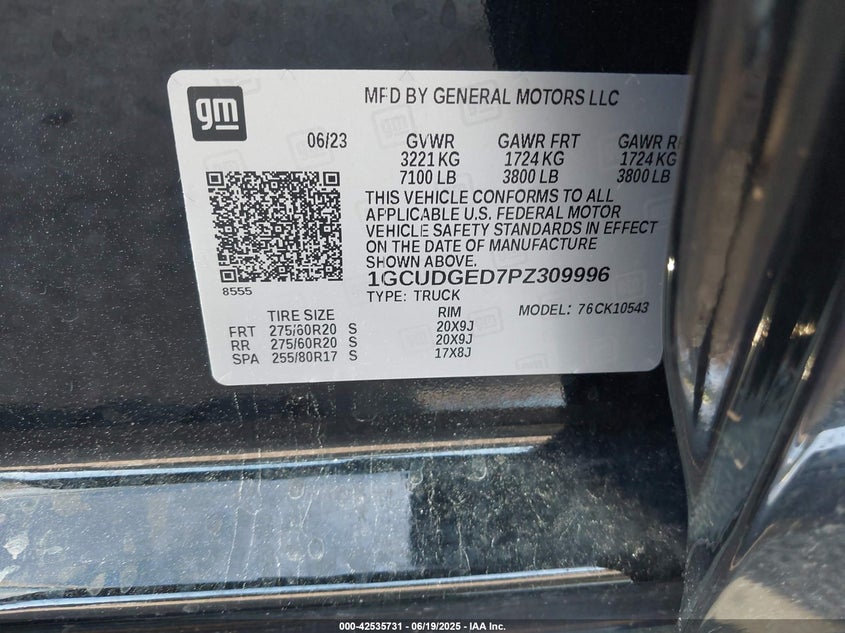 gm
MFD BY GENERAL MOTORS LLC
06/23 GVWR GAWR FRT GAWR RR
3221 KG 1724 KG 1724 KG
7100 LB 3800 LB 3800 LB
THIS VEHICLE CONFORMS TO ALL
APPLICABLE U.S. FEDERAL MOTOR
VEHICLE SAFETY STANDARDS IN EFFECT
ON THE DATE OF MANUFACTURE
SHOWN ABOVE.
1GCUDGED7PZ309996
8555
TYPE: TRUCK
TIRE SIZE RIM MODEL: 76CK10543
FRT 275/60R20 S 20X9J
RR 275/60R20 S 20X9J
SPA 255/80R17 S 17X8J
000-42535731 - 06/19/2025 - IAA Inc.